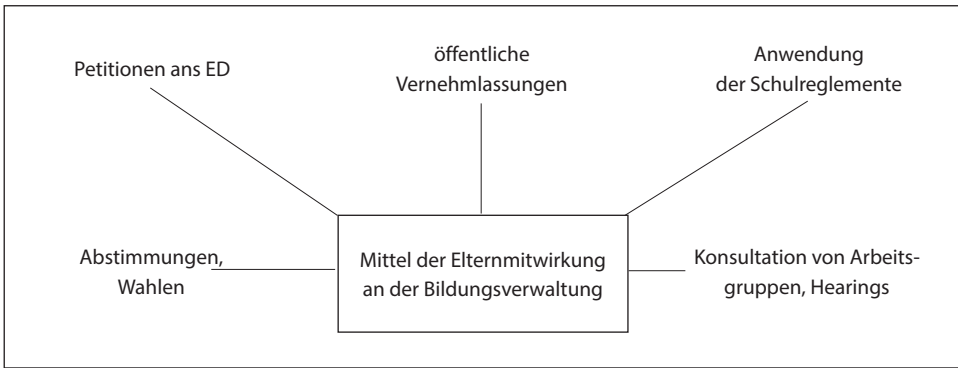 Petitionen ans ED
öffentliche
Vernehmlassungen
Anwendung
der Schulreglemente
Abstimmungen,
Wahlen
Mittel der Elternmitwirkung
an der Bildungsverwaltung
Konsultation von Arbeits-
gruppen, Hearings